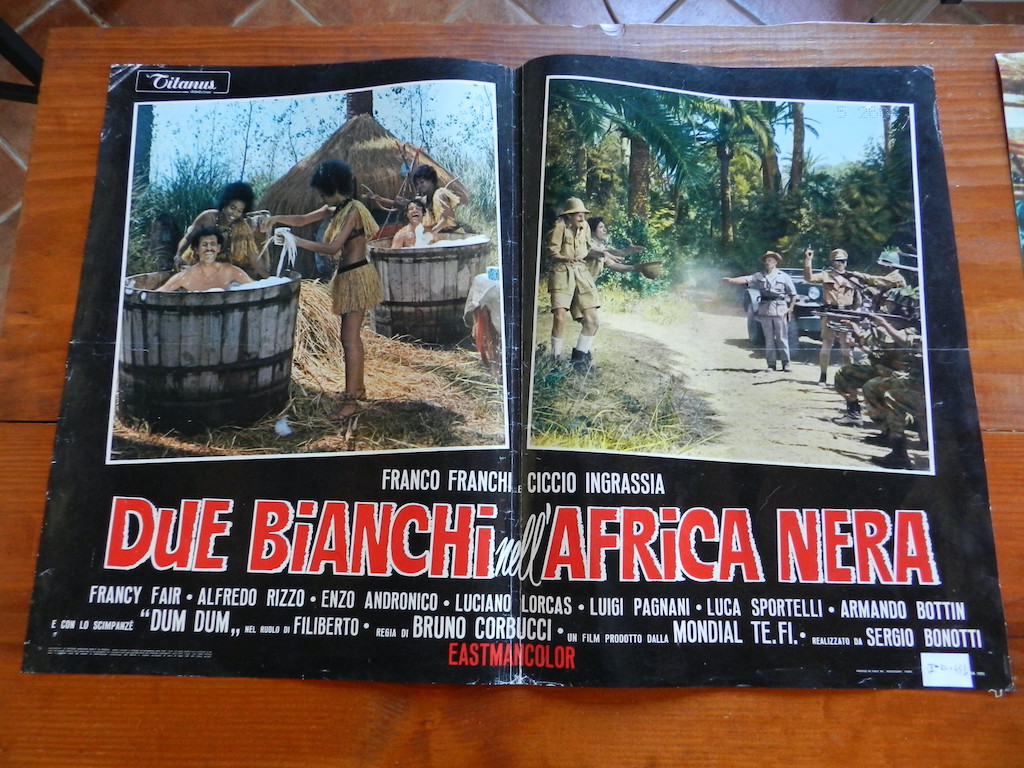 Titanus
FRANCO FRANCHI E CICCIO INGRASSIA
DUE BIANCHI nell'AFRICA NERA
FRANCY FAIR • ALFREDO RIZZO • ENZO ANDRONICO • LUCIANO LORCAS • LUIGI PAGNANI • LUCA SPORTELLI • ARMANDO BOTTIN
E CON LO SCIMPANZÈ "DUM DUM„ NEL RUOLO DI FILIBERTO • REGIA DI BRUNO CORBUCCI • UN FILM PRODOTTO DALLA MONDIAL TE.FI. • REALIZZATO DA SERGIO BONOTTI
EASTMANCOLOR